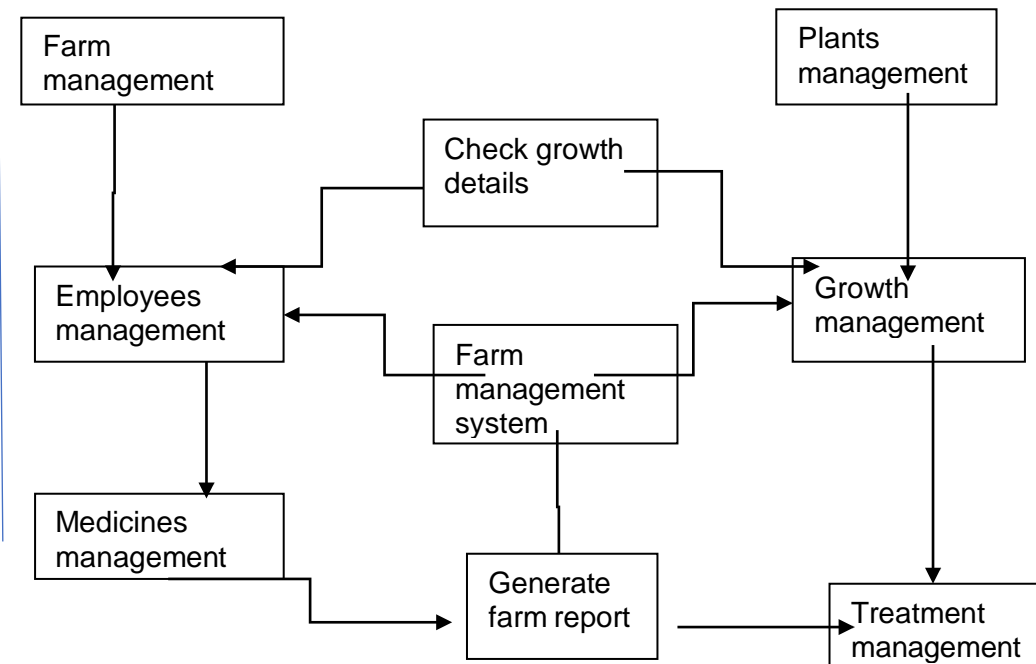 Farm
management
Plants
management
Check growth
details
Employees
management
Growth
management
Farm
management
system
Medicines
management
Generate
farm report
Treatment
management